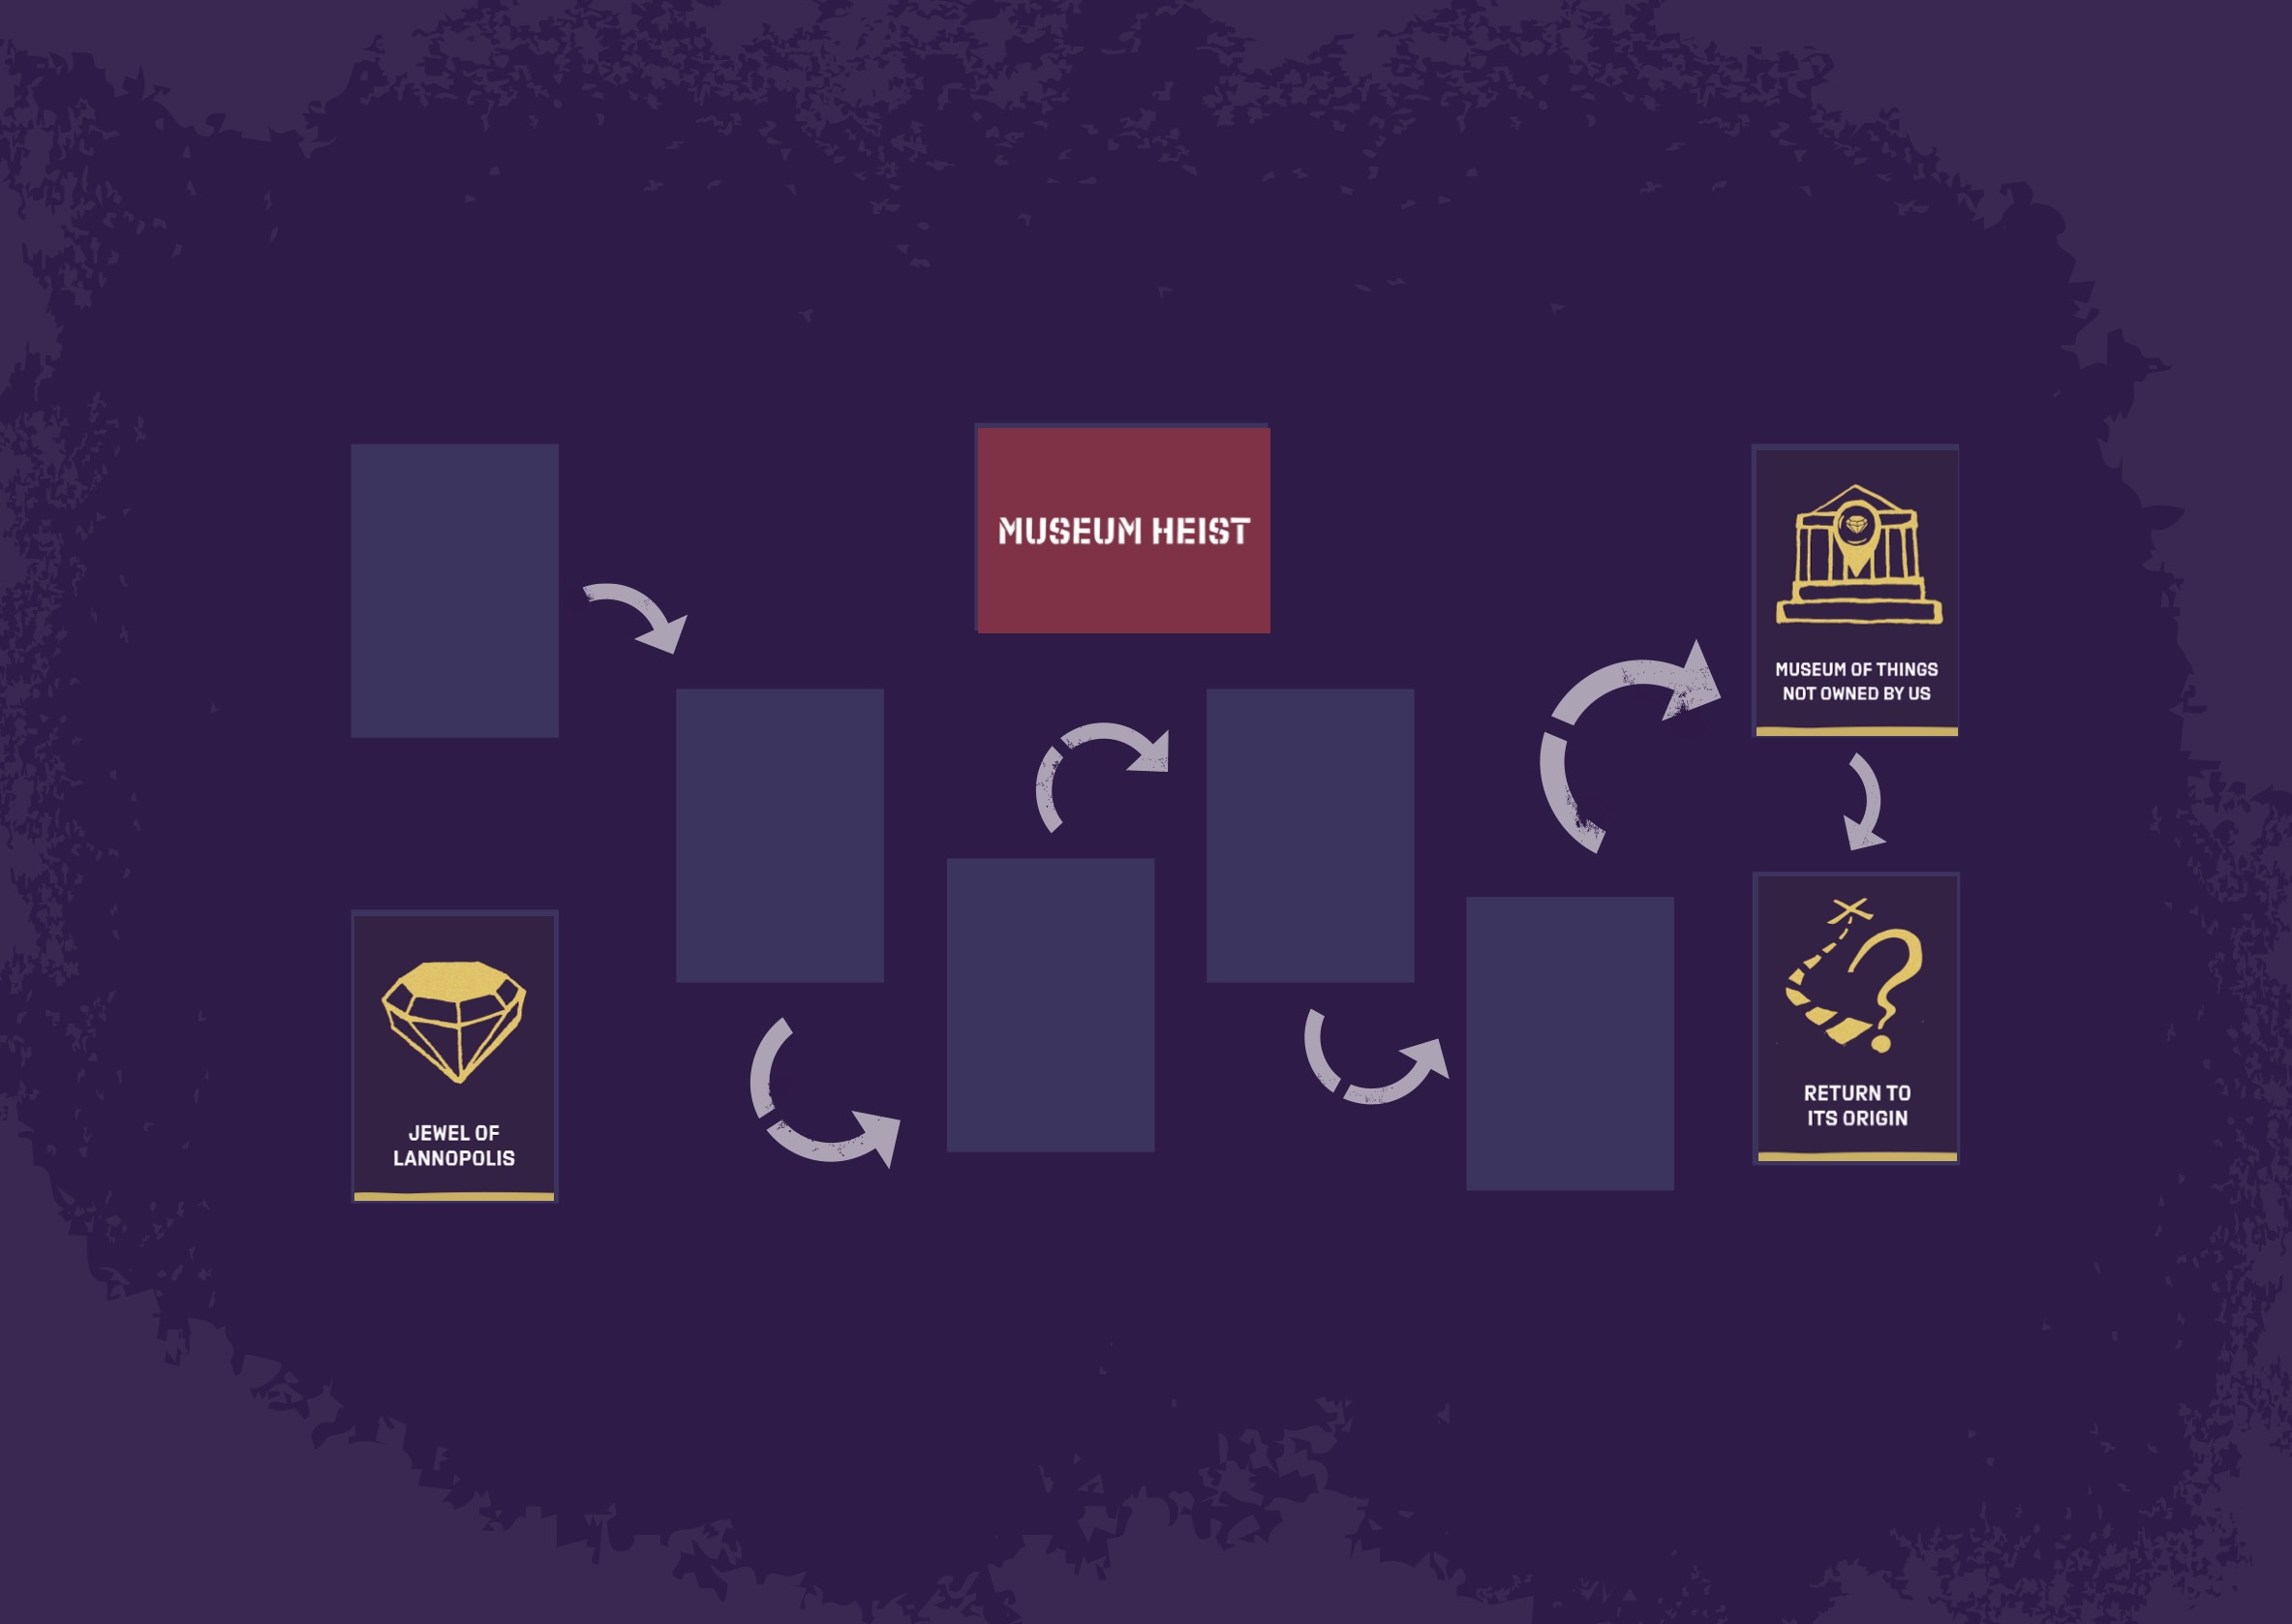 MUSEUM HEIST
MUSEUM OF THINGS
NOT OWNED BY US
JEWEL OF
LANNOPOLIS
RETURN TO
ITS ORIGIN